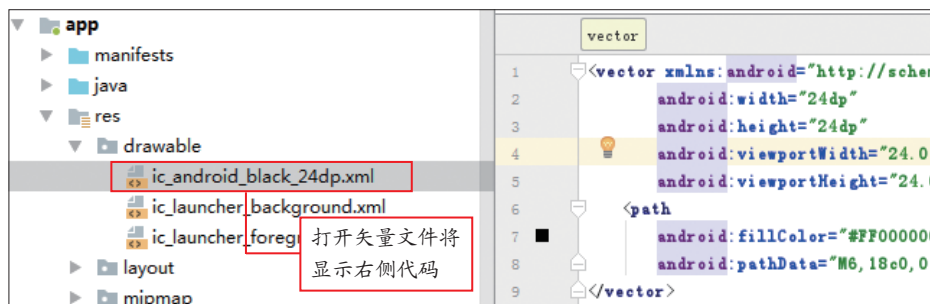 app
manifests
java
res
drawable
ic_android_black_24dp.xml
ic_launcher_background.xml
ic_launcher_foregr
打开矢量文件将
显示右侧代码
layout
mipmap
vector
1 <vector xmlns:android="http://scher
2 android:width="24dp"
3 android:height="24dp"
4 android:viewportWidth="24.0
5 android:viewportHeight="24.
6 <path
7 android:fillColor="#FF000000
8 android:pathData="M6,18c0,0
9 </vector>